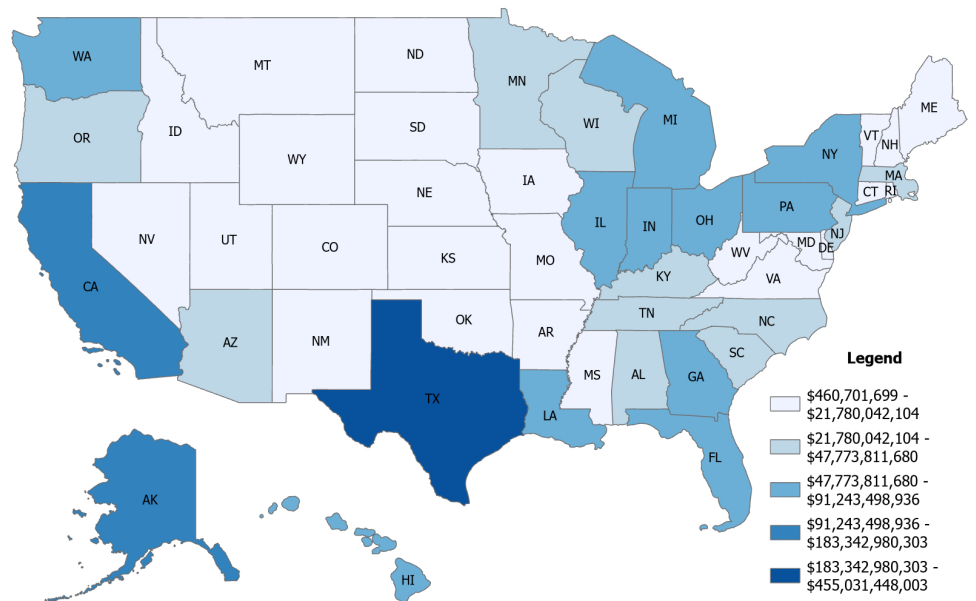 WA
MT
ND
MN
ME
OR
ID
SD
WI
MI
VT
NH
NY
WY
MA
CT
RI
NE
IA
PA
NV
UT
CO
IL
IN
OH
NJ
MD
DE
KS
MO
WV
VA
CA
KY
AZ
NM
OK
TN
NC
AR
SC
MS
AL
GA
TX
LA
FL
AK
HI
Legend
$460,701,699 -
$21,780,042,104
$21,780,042,104 -
$47,773,811,680
$47,773,811,680 -
$91,243,498,936
$91,243,498,936 -
$183,342,980,303
$183,342,980,303 -
$455,031,448,003